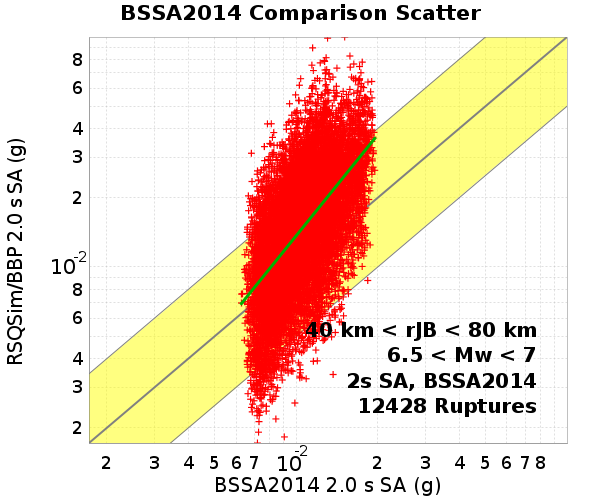 BSSA2014 Comparison Scatter
RSQSim/BBP 2.0 s SA (g)
8
6
4
3
2
10-2
8
6
4
3
2
40 km < rJB < 80 km
6.5 < Mw < 7
2s SA, BSSA2014
12428 Ruptures
2 3 4 5 6 7 10-2 2 3 4 5 6 7 8
BSSA2014 2.0 s SA (g)